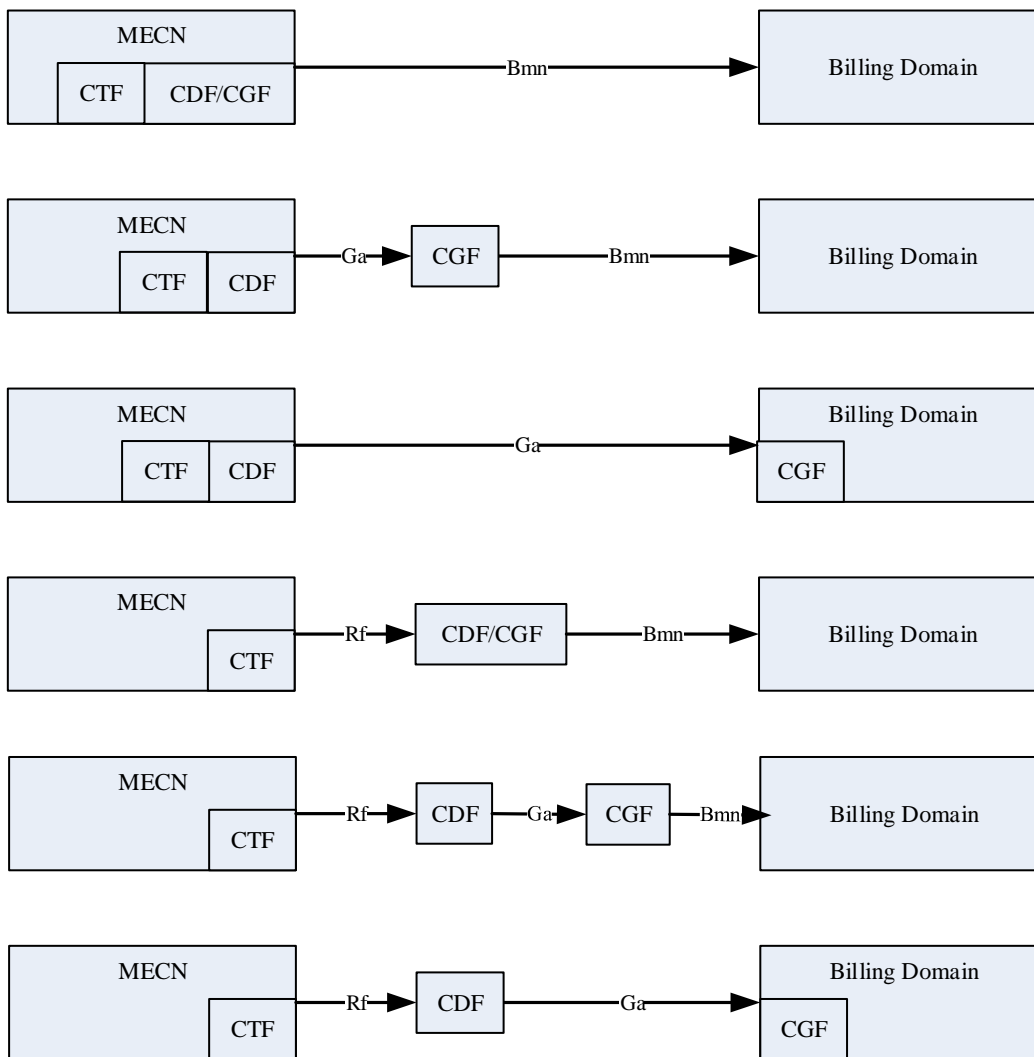 MECN
Bmn
Billing Domain
CTF
CDF/CGF
MECN
Ga
CGF
Bmn
Billing Domain
CTF
CDF
MECN
Billing Domain
Ga
CTF
CDF
CGF
MECN
Rf
CDF/CGF
Bmn
Billing Domain
CTF
MECN
Rf
CDF
Ga
CGF
Bmn
Billing Domain
CTF
MECN
Billing Domain
Rf
CDF
Ga
CTF
CGF